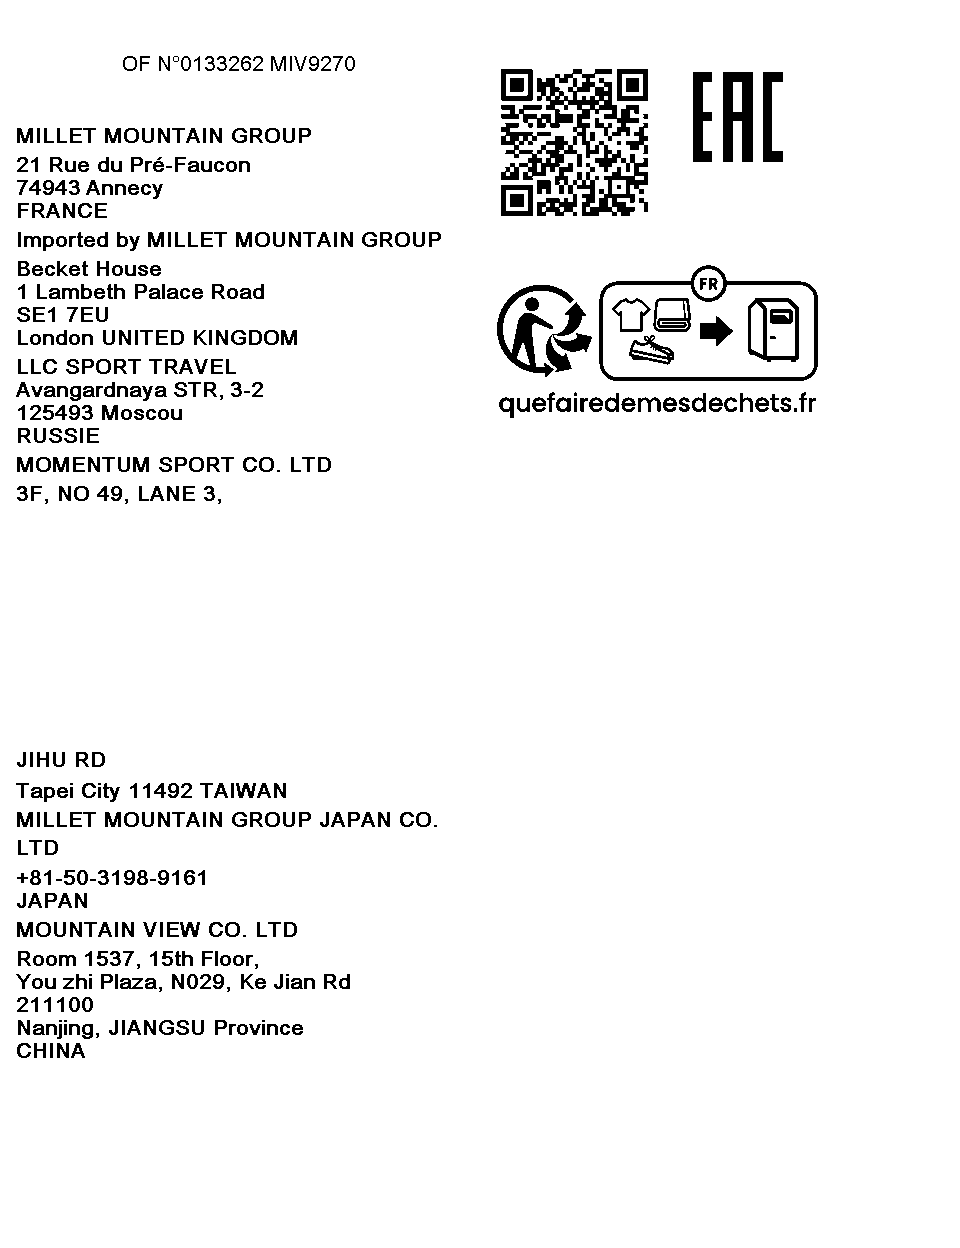 OF N°0133262 MIV9270
MILLET MOUNTAIN GROUP
21 Rue du Pré-Faucon
74943 Annecy
FRANCE
Imported by MILLET MOUNTAIN GROUP
Becket House
1 Lambeth Palace Road
SE1 7EU
London UNITED KINGDOM
LLC SPORT TRAVEL
Avangardnaya STR, 3-2
125493 Moscou
RUSSIE
MOMENTUM SPORT CO. LTD
3F, NO 49, LANE 3,
EAC
FR
quefairedemesdechets.fr
JIHU RD
Tapei City 11492 TAIWAN
MILLET MOUNTAIN GROUP JAPAN CO.
LTD
+81-50-3198-9161
JAPAN
MOUNTAIN VIEW CO. LTD
Room 1537, 15th Floor,
You zhi Plaza, N029, Ke Jian Rd
211100
Nanjing, JIANGSU Province
CHINA